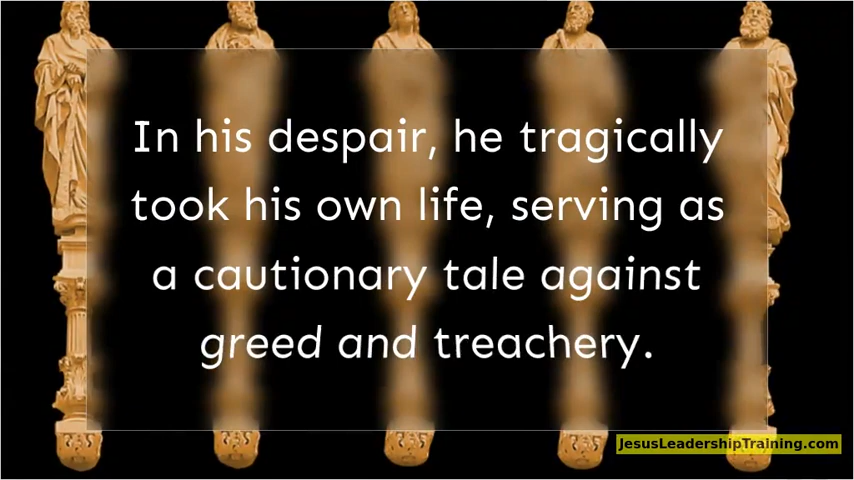 In his despair, he tragically
took his own life, serving as
a cautionary tale against
greed and treachery.
JesusLeadershipTraining.com